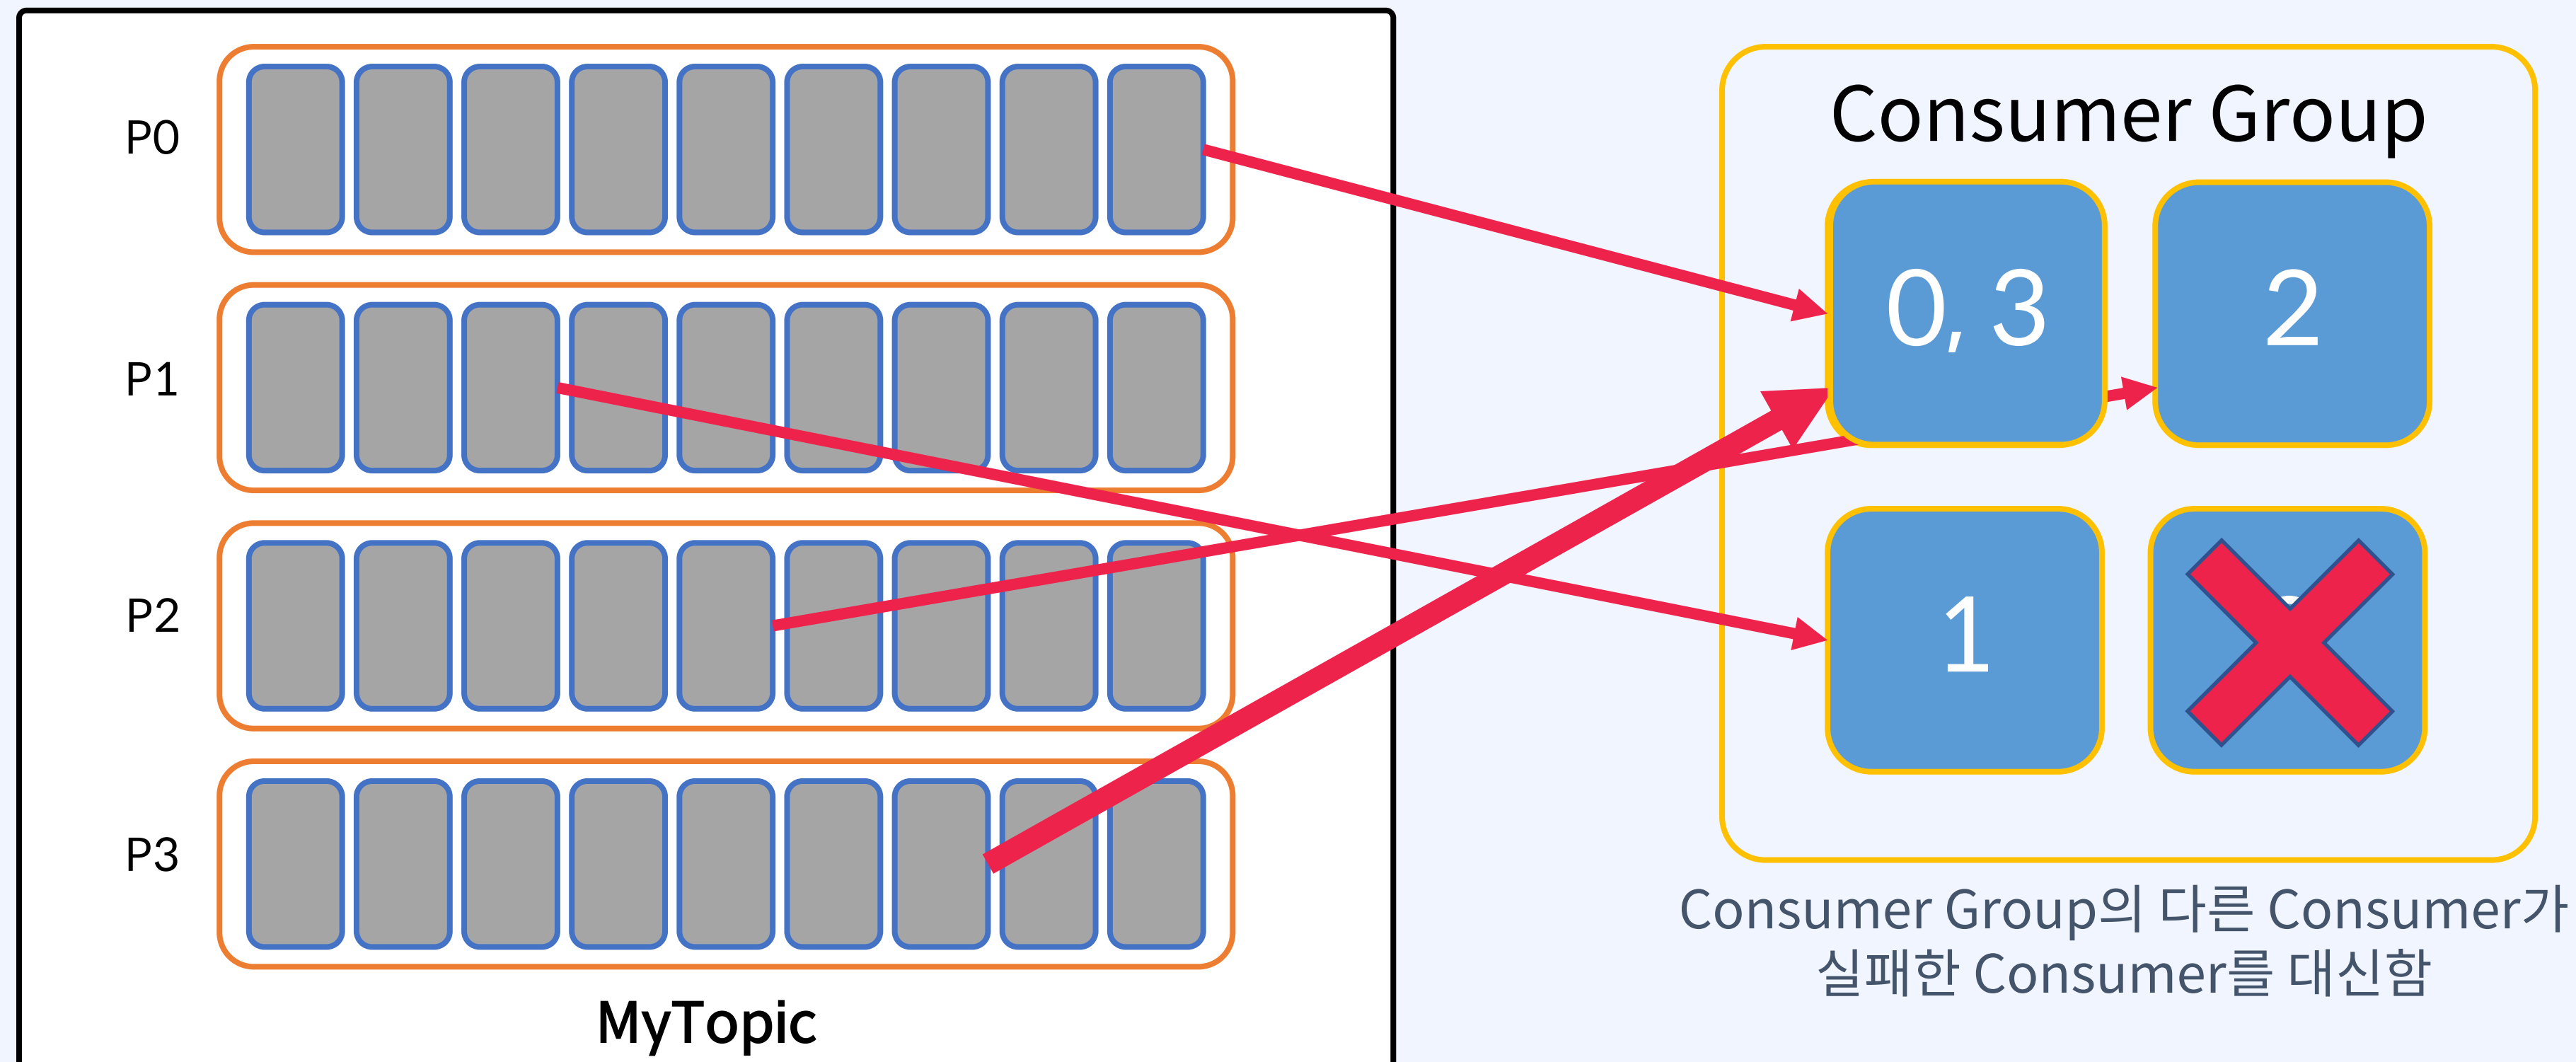 P0
P1
P2
P3
MyTopic
Consumer Group
0, 3
2
1
Consumer Group의 다른 Consumer가
실패한 Consumer를 대신함